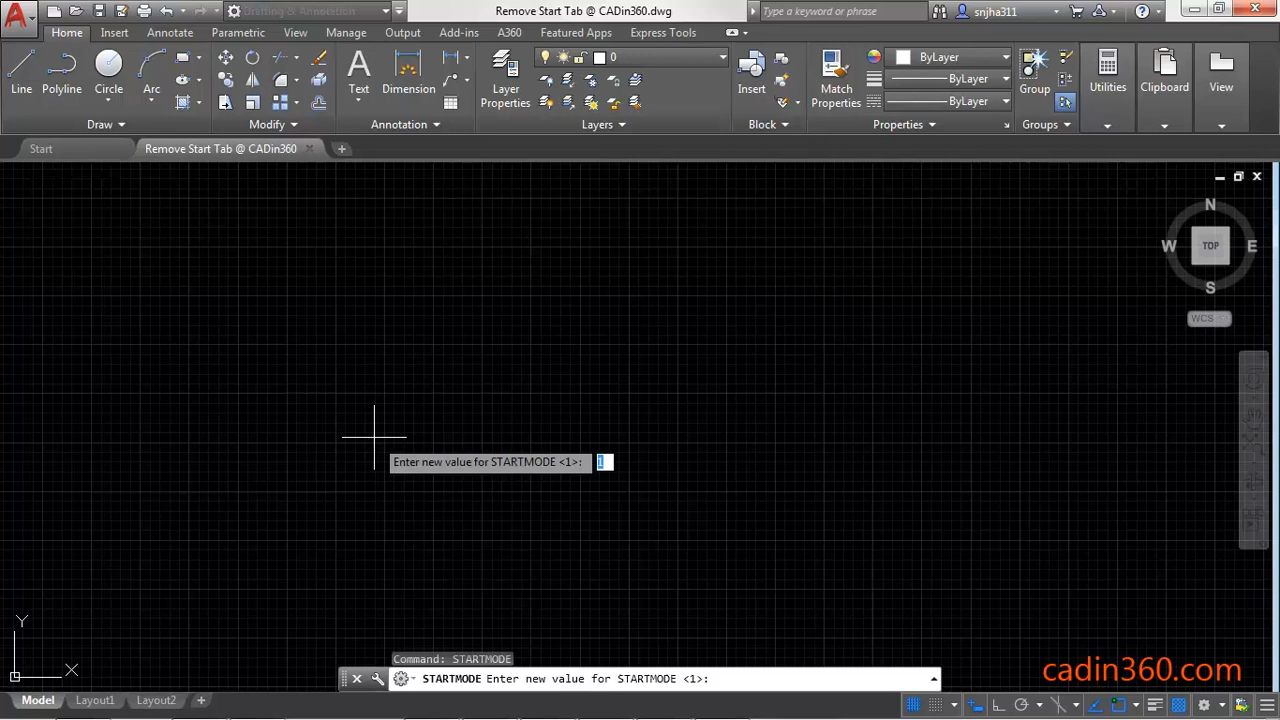 Drafting & Annotation
Remove Start Tab @ CADin360.dwg
Type a keyword or phrase
snjha311
Home
Insert
Annotate
Parametric
View
Manage
Output
Add-ins
A360
Featured Apps
Express Tools
Line
Polyline
Circle
Arc
Text
Dimension
Layer
Properties
0
Insert
Match
Properties
ByLayer
ByLayer
ByLayer
Group
Utilities
Clipboard
View
Draw
Modify
Annotation
Layers
Block
Properties
Groups
Start
Remove Start Tab @ CADin360
N
W
TOP
E
S
WCS
Enter new value for STARTMODE <1>:
1
Y
X
Command: STARTMODE
STARTMODE Enter new value for STARTMODE <1>:
cadin360.com
Model
Layout1
Layout2